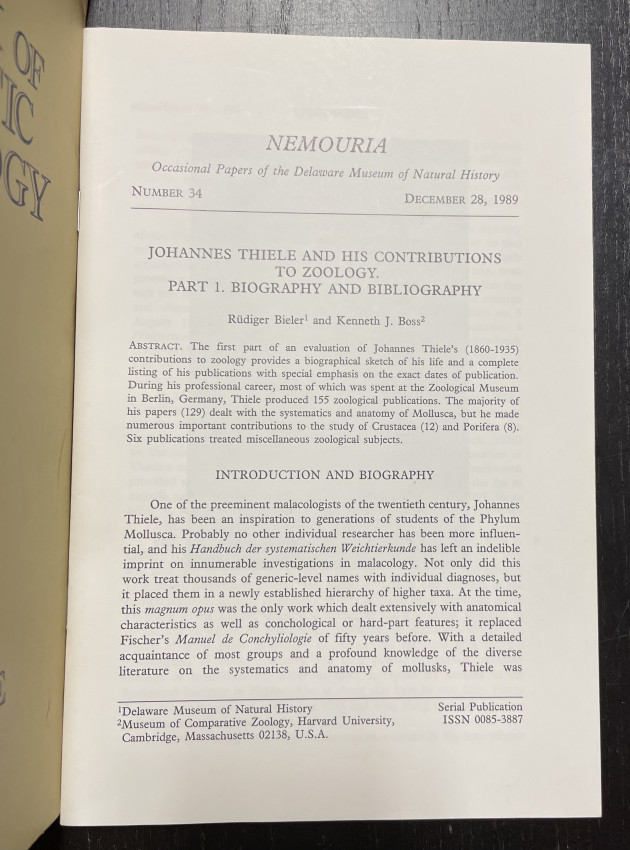 OF
IC
GY
NEMOURIA
Occasional Papers of the Delaware Museum of Natural History
NUMBER 34
DECEMBER 28, 1989
JOHANNES THIELE AND HIS CONTRIBUTIONS
TO ZOOLOGY.
PART 1. BIOGRAPHY AND BIBLIOGRAPHY
Rüdiger Bieler¹ and Kenneth J. Boss²
ABSTRACT. The first part of an evaluation of Johannes Thiele's (1860-1935)
contributions to zoology provides a biographical sketch of his life and a complete
listing of his publications with special emphasis on the exact dates of publication.
During his professional career, most of which was spent at the Zoological Museum
in Berlin, Germany, Thiele produced 155 zoological publications. The majority of
his papers (129) dealt with the systematics and anatomy of Mollusca, but he made
numerous important contributions to the study of Crustacea (12) and Porifera (8).
Six publications treated miscellaneous zoological subjects.
INTRODUCTION AND BIOGRAPHY
One of the preeminent malacologists of the twentieth century, Johannes
Thiele, has been an inspiration to generations of students of the Phylum
Mollusca. Probably no other individual researcher has been more influen-
tial, and his Handbuch der systematischen Weichtierkunde has left an indelible
imprint on innumerable investigations in malacology. Not only did this
work treat thousands of generic-level names with individual diagnoses, but
it placed them in a newly established hierarchy of higher taxa. At the time,
this magnum opus was the only work which dealt extensively with anatomical
characteristics as well as conchological or hard-part features; it replaced
Fischer's Manuel de Conchyliologie of fifty years before. With a detailed
acquaintance of most groups and a profound knowledge of the diverse
literature on the systematics and anatomy of mollusks, Thiele was
¹Delaware Museum of Natural History
²Museum of Comparative Zoology, Harvard University,
Cambridge, Massachusetts 02138, U.S.A.
Serial Publication
ISSN 0085-3887